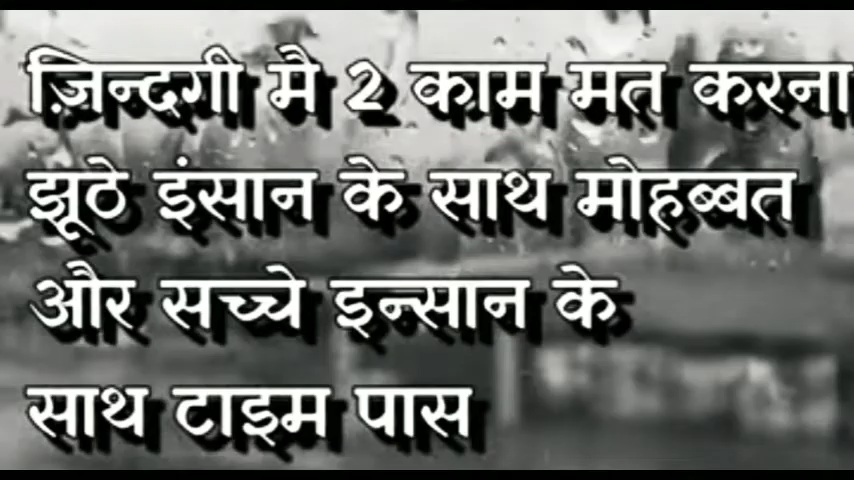 ज़िन्दगी मै 2 काम मत करना
झूठे इंसान के साथ मोहब्बत
और सच्चे इन्सान के
साथ टाइम पास